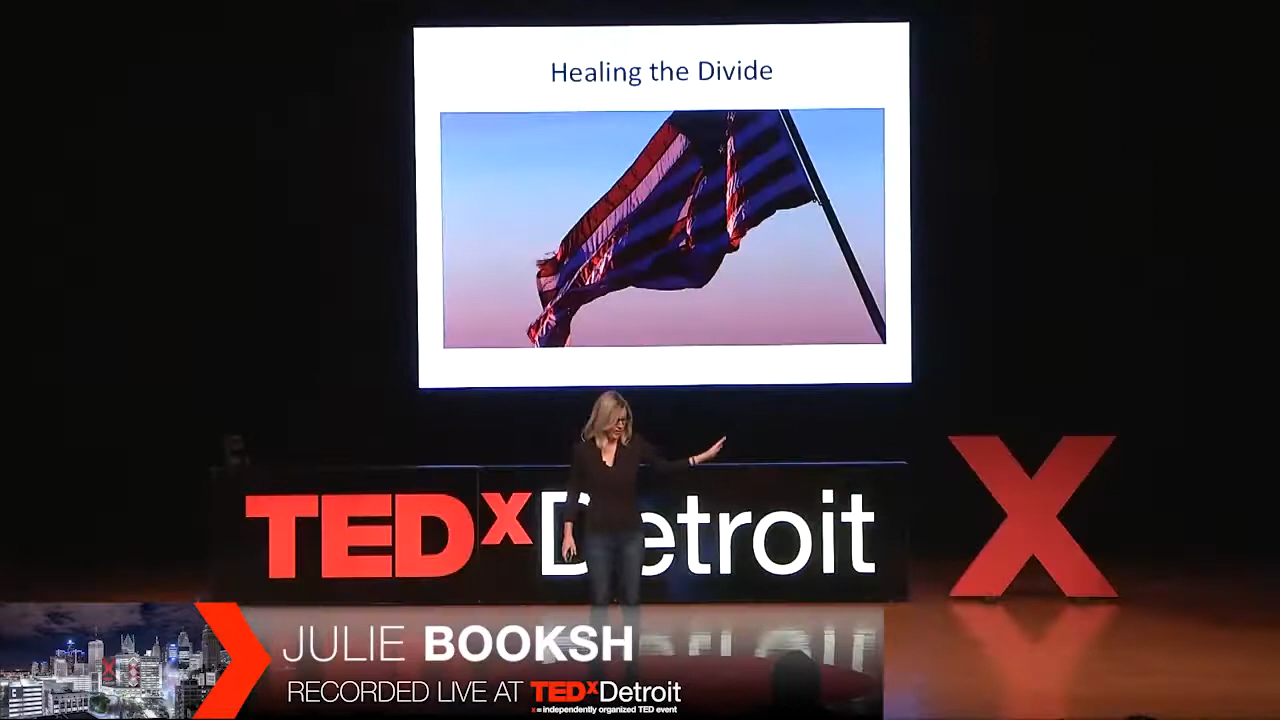 Healing the Divide
TEDxDetroit
X
JULIE BOOKSH
RECORDED LIVE AT TEDxDetroit
x = independently organized TED event